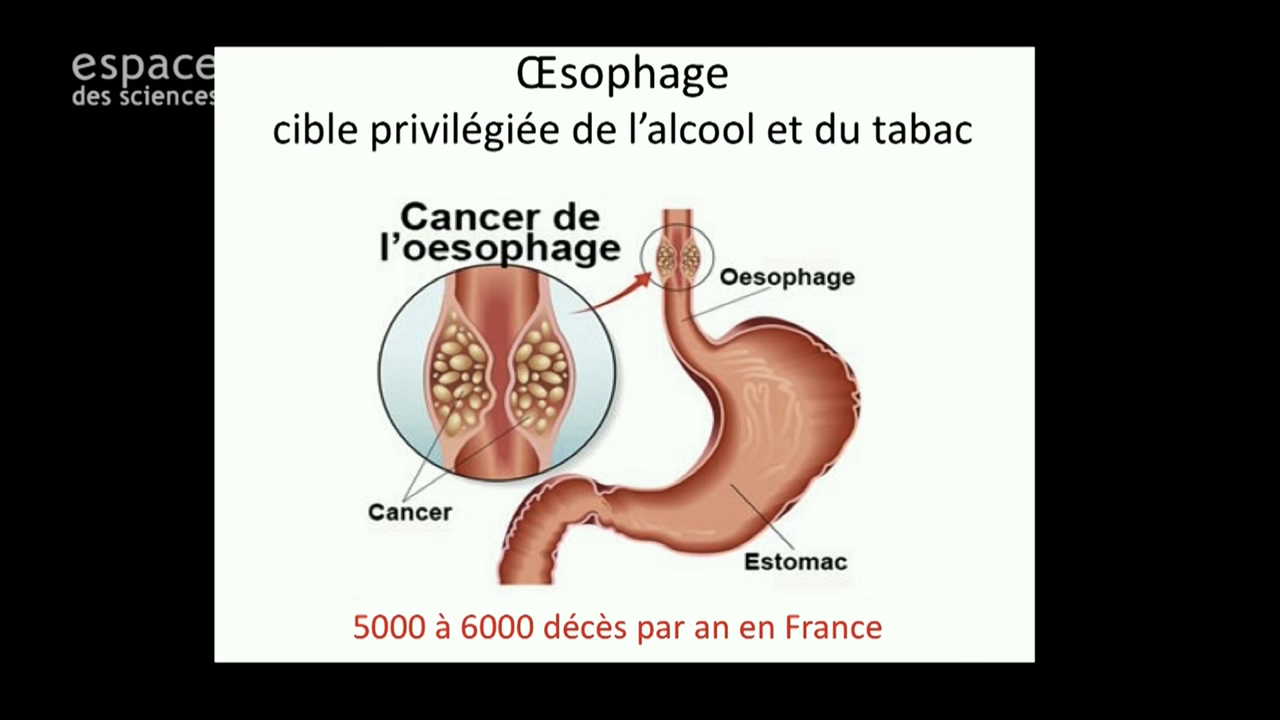 espace
des sciences
Œsophage
cible privilégiée de l'alcool et du tabac
Cancer de
l'oesophage
Oesophage
Cancer
Estomac
5000 à 6000 décès par an en France